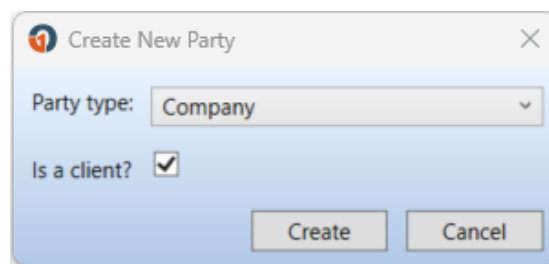 Create New Party
Party type: Company
Is a client?
Create Cancel